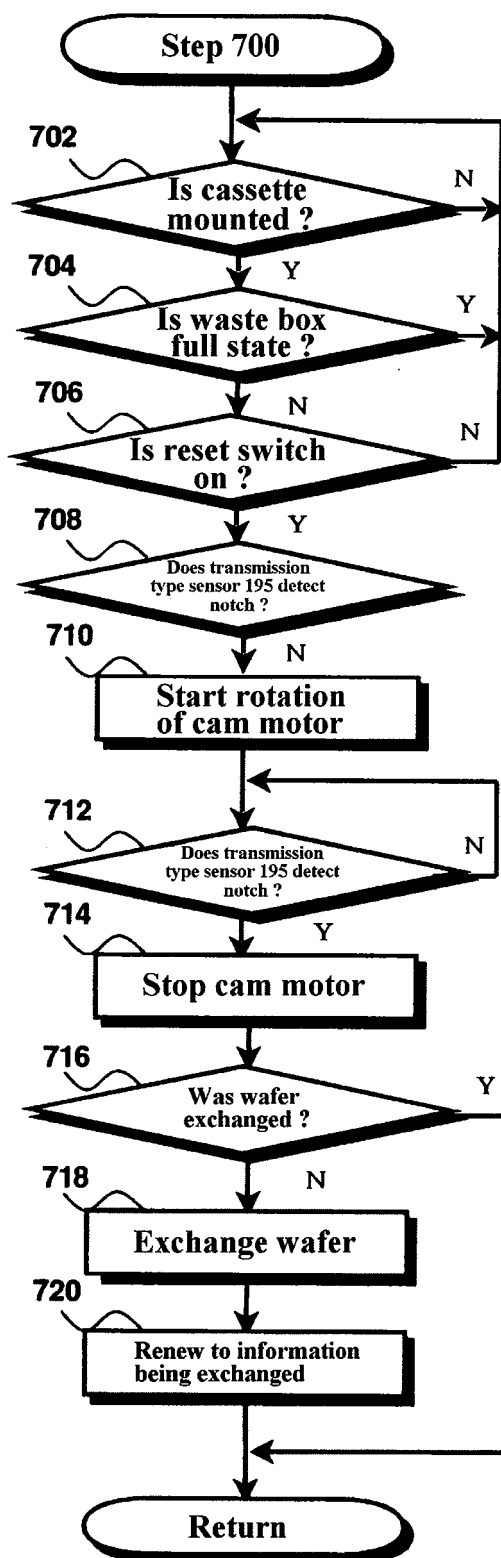 Step 700
702
Is cassette
mounted ?
N
Y
704
Is waste box
full state ?
Y
N
706
Is reset switch
on ?
N
Y
708
Does transmission
type sensor 195 detect
notch ?
N
710
Start rotation
of cam motor
712
Does transmission
type sensor 195 detect
notch ?
N
Y
714
Stop cam motor
716
Was wafer
exchanged ?
Y
N
718
Exchange wafer
720
Renew to information
being exchanged
Return